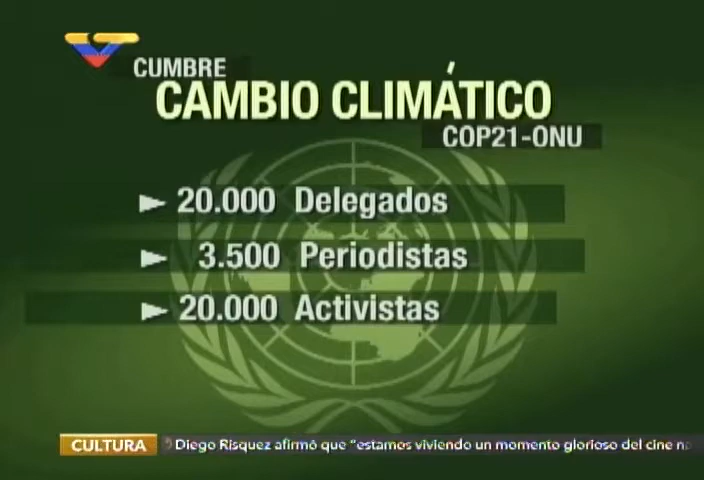 CUMBRE
CAMBIO CLIMÁTICO
COP21-ONU
20.000 Delegados
3.500 Periodistas
20.000 Activistas
CULTURA
Diego Rísquez afirmó que "estamos viviendo un momento glorioso del cine